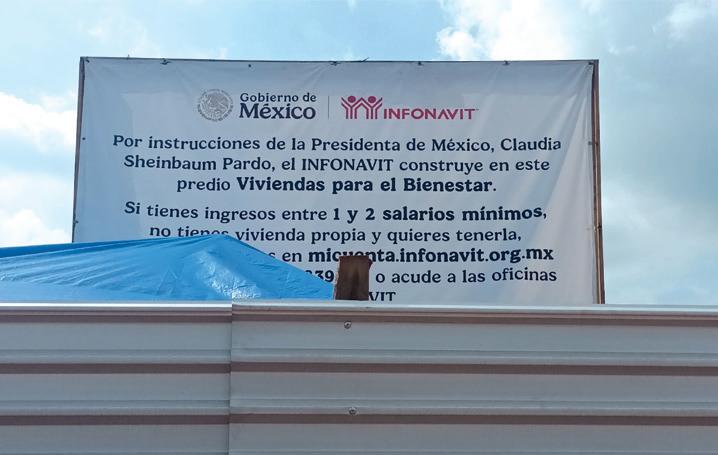 Gobierno de
México
INFONAVIT
Por instrucciones de la Presidenta de México, Claudia
Sheinbaum Pardo, el INFONAVIT construye en este
predio Viviendas para el Bienestar.
Si tienes ingresos entre 1 y 2 salarios mínimos,
no tienes vivienda propia y quieres tenerla,
en micuenta.infonavit.org.mx
o acude a las oficinas